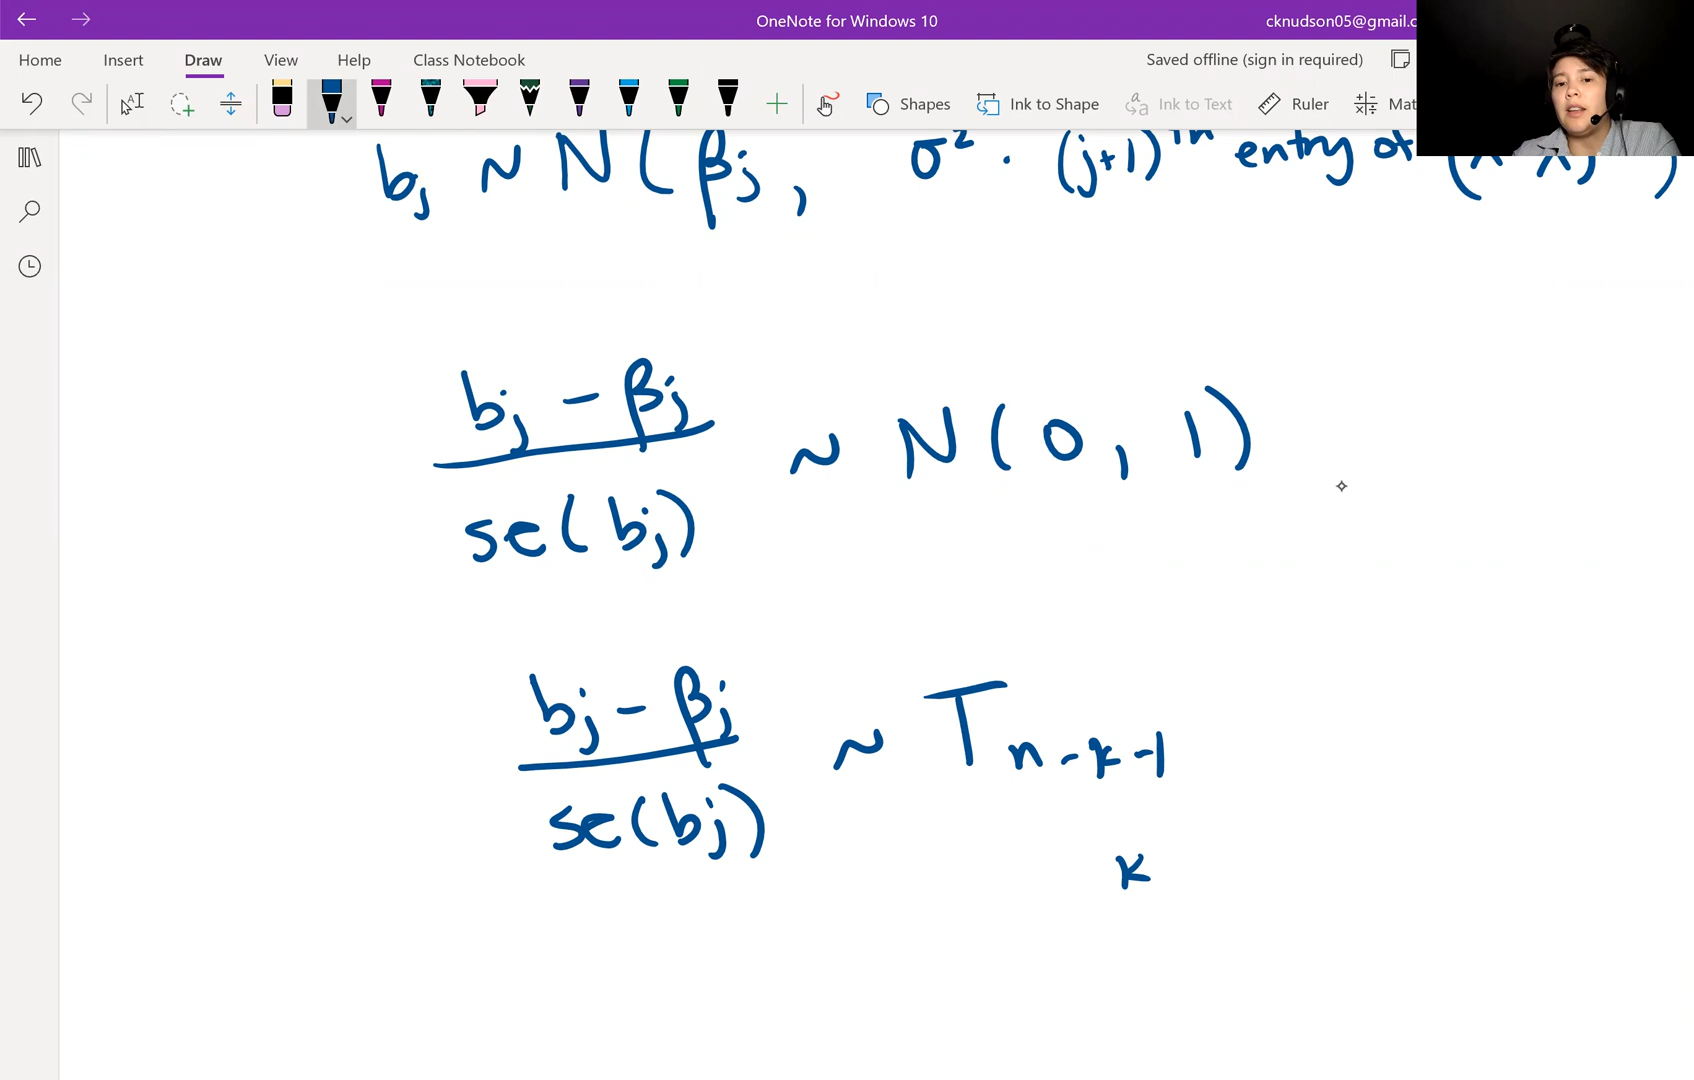 OneNote for Windows 10
cknudson05@gmail.c
Home Insert Draw View Help Class Notebook
Saved offline (sign in required)
Shapes Ink to Shape Ink to Text Ruler Mat
bj ~ N( βj, σ² · (j+1)th entry of
bj - βj
se(bj)
~ N(0, 1)
bj - βj
se(bj)
~ Tn-k-1
k